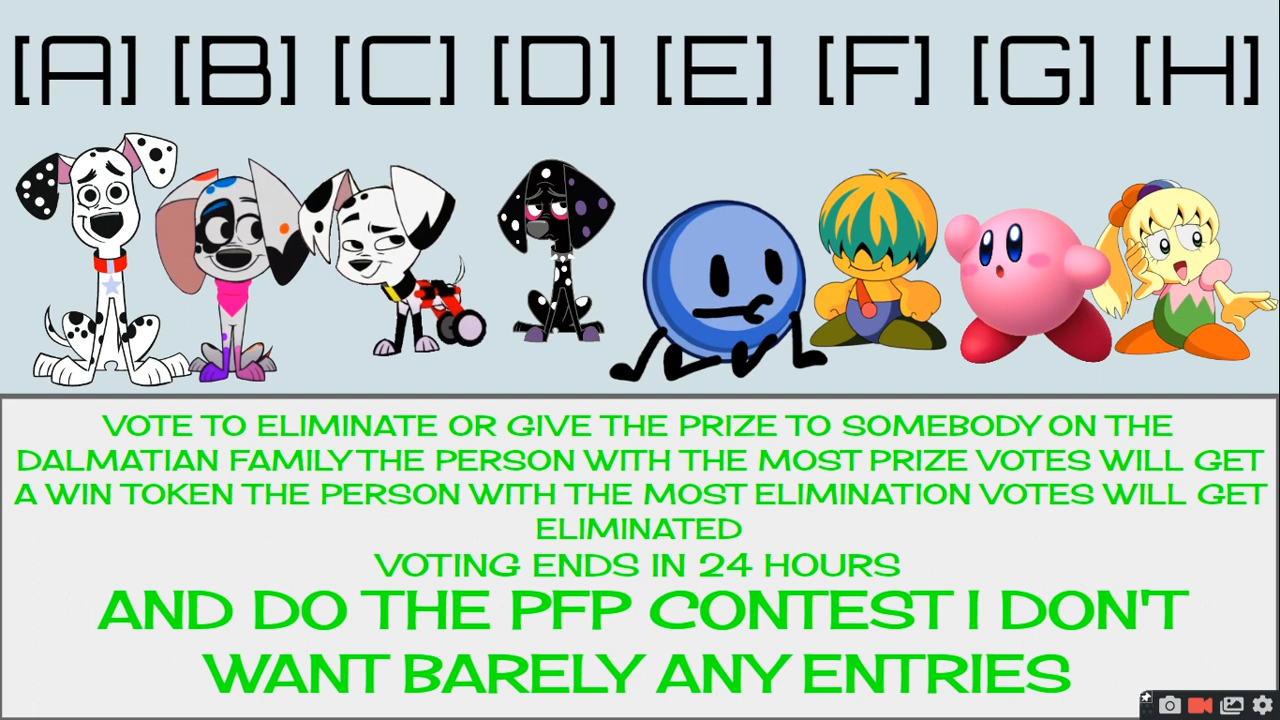 [A] [B] [C] [D] [E] [F] [G] [H]
VOTE TO ELIMINATE OR GIVE THE PRIZE TO SOMEBODY ON THE
DALMATIAN FAMILY THE PERSON WITH THE MOST PRIZE VOTES WILL GET
A WIN TOKEN THE PERSON WITH THE MOST ELIMINATION VOTES WILL GET
ELIMINATED
VOTING ENDS IN 24 HOURS
AND DO THE PFP CONTEST I DON'T
WANT BARELY ANY ENTRIES